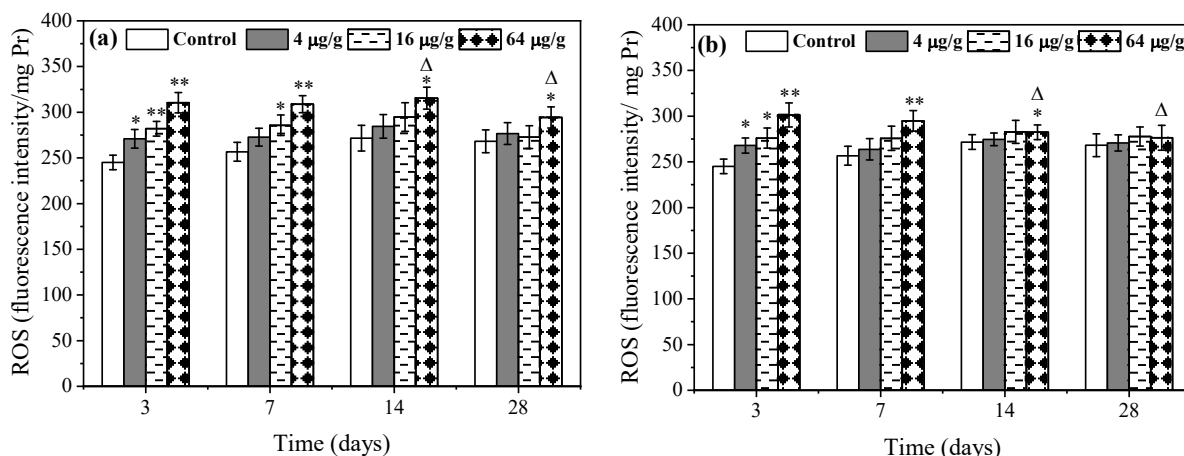 (a) Control 4 µg/g 16 µg/g 64 µg/g
ROS (fluorescence intensity/mg Pr)
400
350
300
250
200
150
100
50
0
* ** **
* **
Δ
*
Δ
*
3 7 14 28
Time (days)
(b) Control 4 µg/g 16 µg/g 64 µg/g
ROS (fluorescence intensity/ mg Pr)
400
350
300
250
200
150
100
50
0
* * **
**
Δ
*
Δ
3 7 14 28
Time (days)